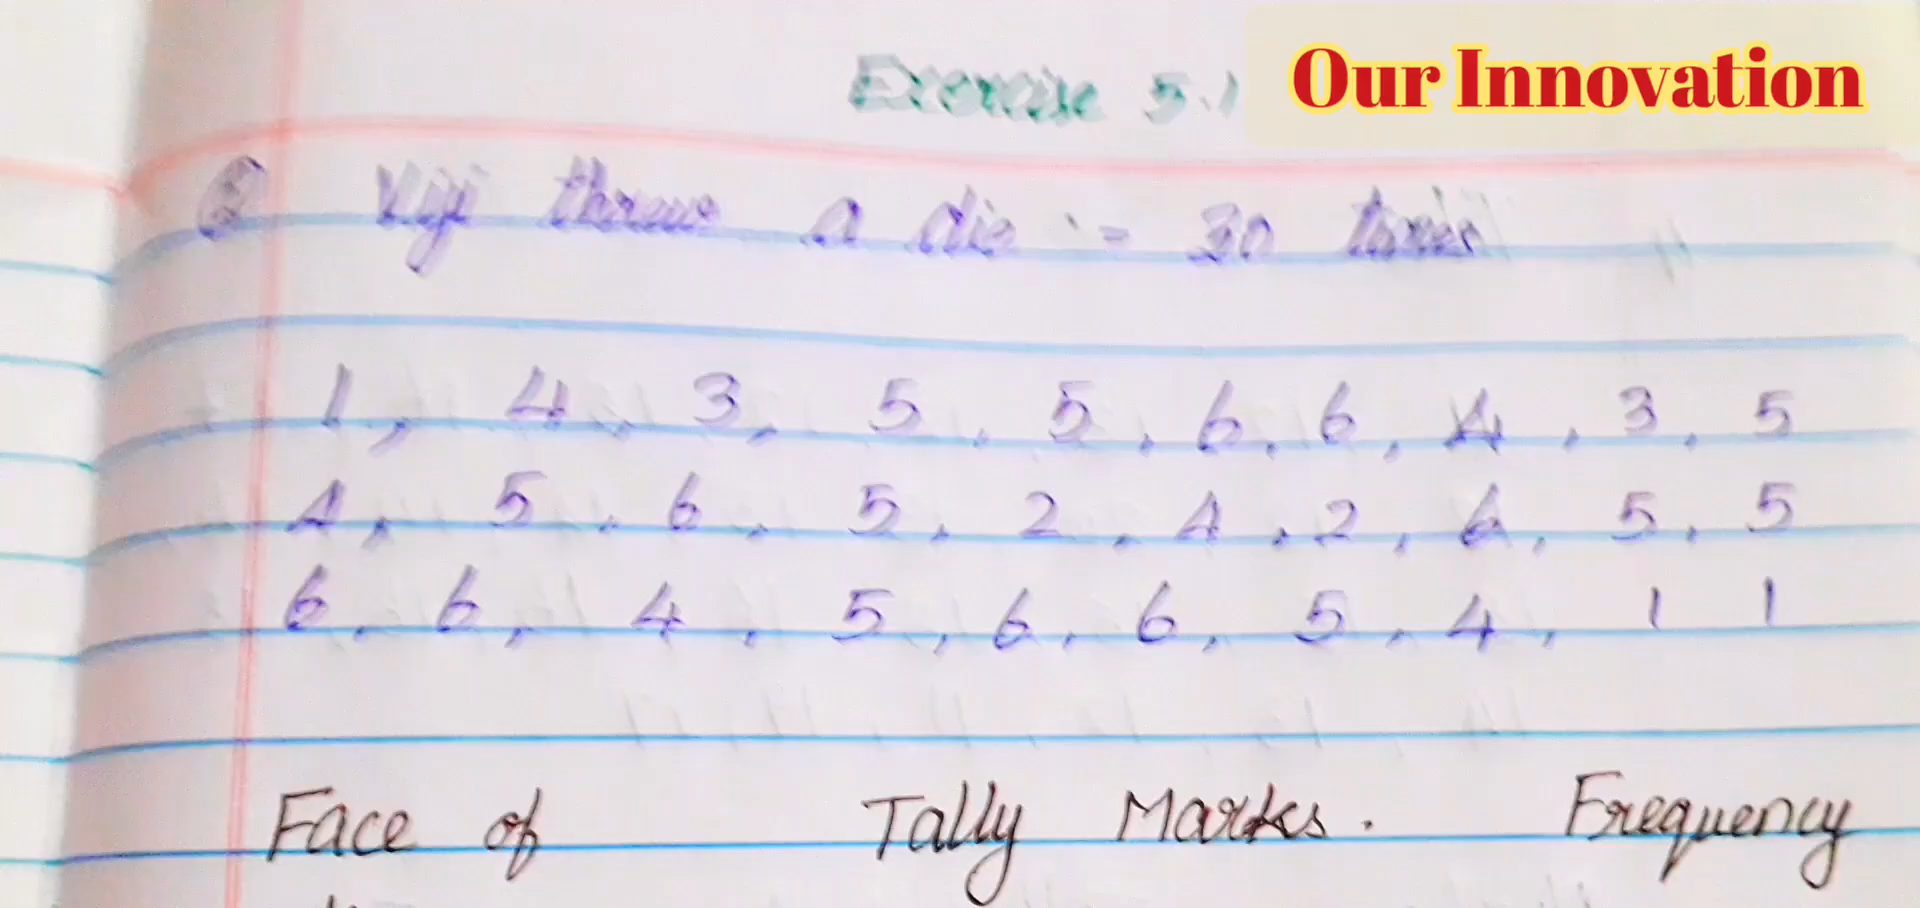 Exercise 5.1
Our Innovation
② Viji threw a die :- 30 times
1, 4, 3, 5, 5, 6, 6, 4, 3, 5
4, 5, 6, 5, 2, 4, 2, 6, 5, 5
6, 6, 4, 5, 6, 6, 5, 4, 1 1
Face of Tally Marks. Frequency